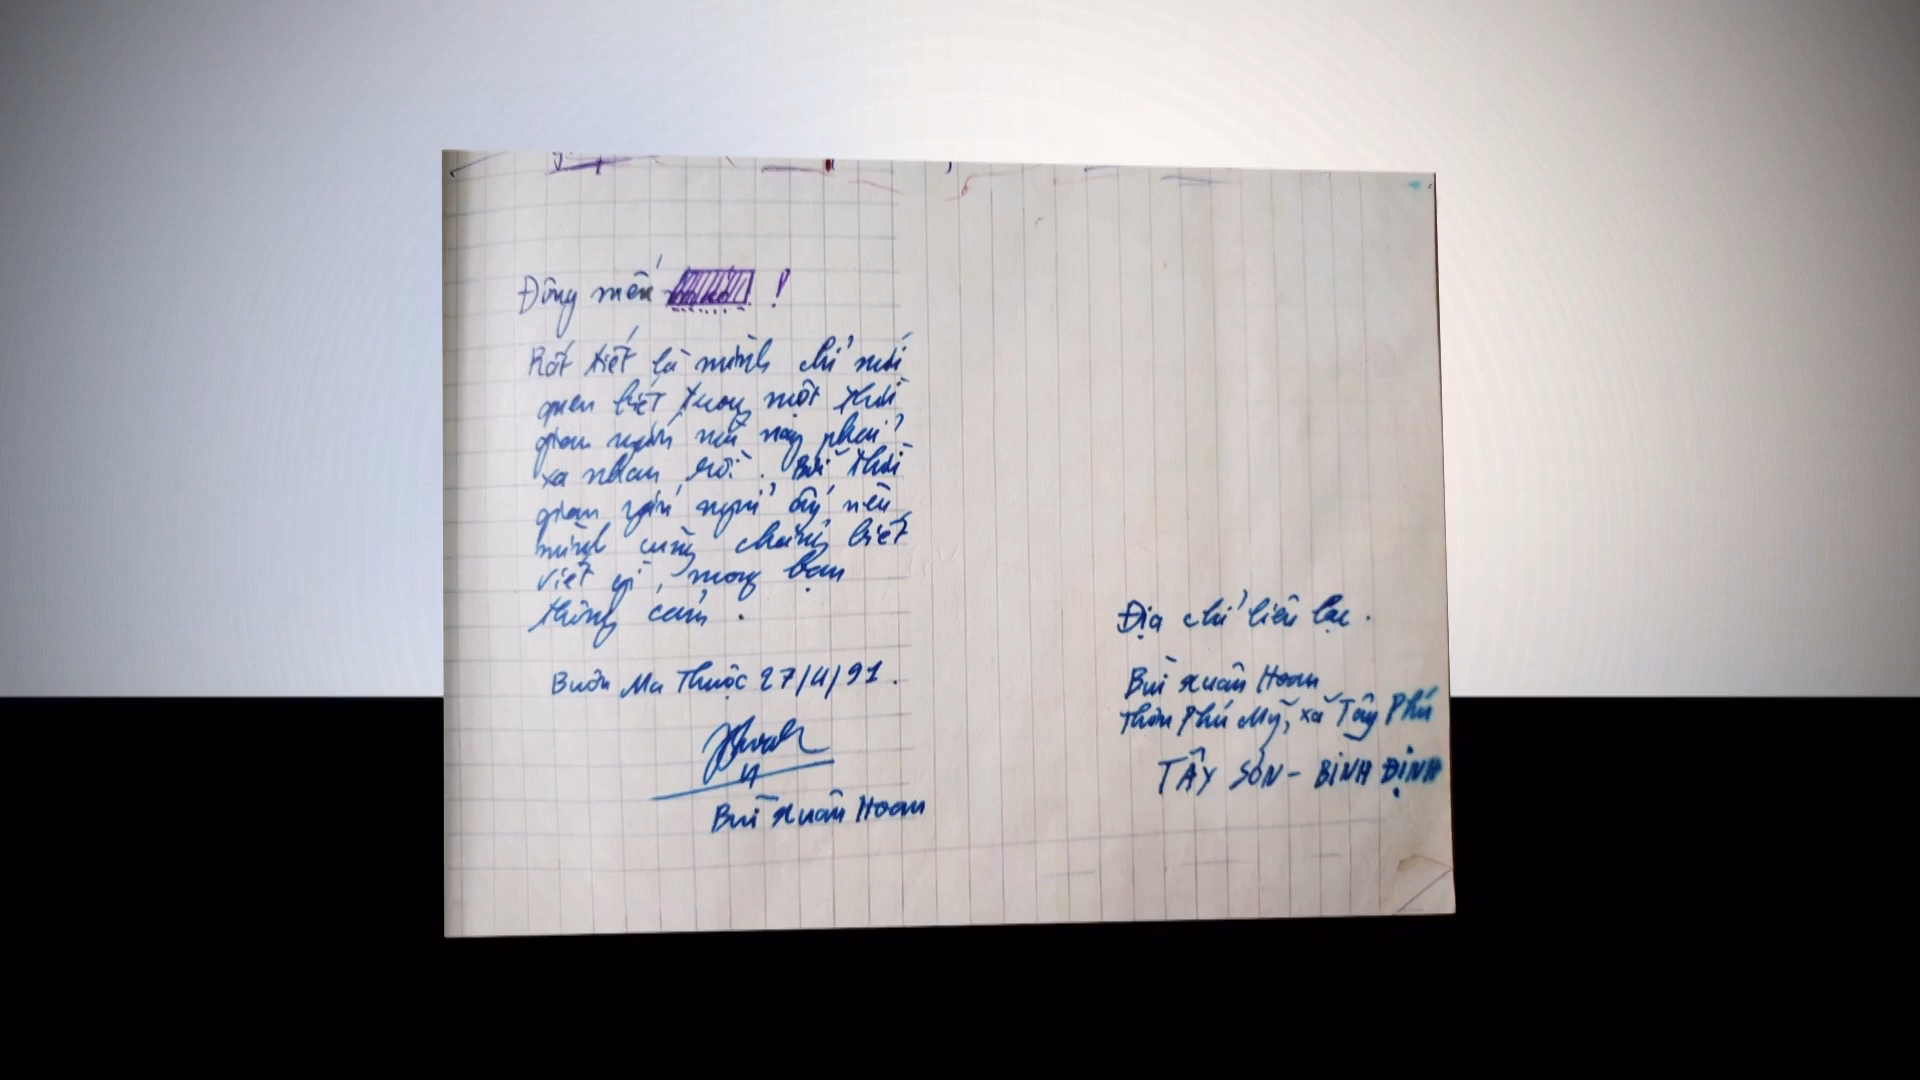 Đông mến !
Rất tiết là mình chỉ mới
quen biết trong một thời
gian ngắn mà nay phải
xa nhau rồi. Bởi thời
gian ngắn ngủi ấy nên
mình cũng chẳng biết
viết gì, mong bạn
thông cảm.
Buôn Ma Thuộc 27/4/91.
Bùi Xuân Hoan
Địa chỉ liên lạc.
Bùi Xuân Hoan
Thôn Phú Mỹ, xã Tây Phú
TÂY SƠN - BÌNH ĐỊNH